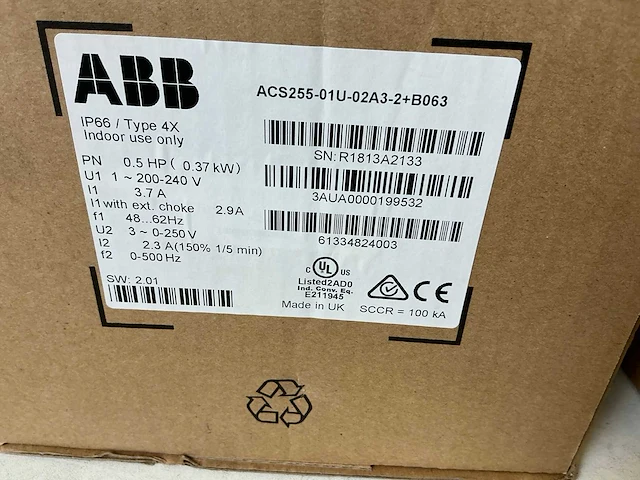 ABB
ACS255-01U-02A3-2+B063
IP66 / Type 4X
Indoor use only
PN 0.5 HP ( 0.37 kW)
U1 1 ~ 200-240 V
I1 3.7 A
I1 with ext. choke 2.9A
f1 48...62Hz
U2 3 ~ 0-250 V
I2 2.3 A(150% 1/5 min)
f2 0-500 Hz
SW: 2.01
SN: R1813A2133
3AUA0000199532
61334824003
C UL US
Listed2AD0
Ind. Conv. Eq.
E211945
Made in UK
CE
SCCR = 100 kA